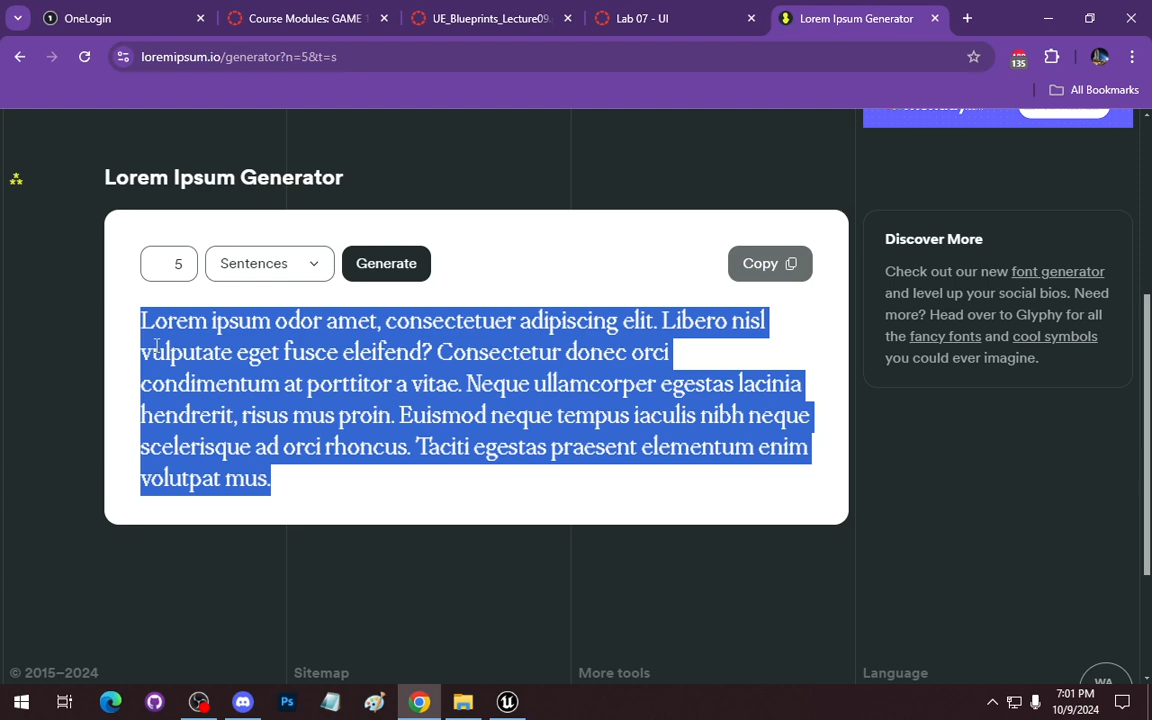 OneLogin
Course Modules: GAME 1
UE_Blueprints_Lecture09.
Lab 07 - UI
Lorem Ipsum Generator
loremipsum.io/generator?n=5&t=s
135
All Bookmarks
Lorem Ipsum Generator
5
Sentences
Generate
Copy
Lorem ipsum odor amet, consectetuer adipiscing elit. Libero nisl
vulputate eget fusce eleifend? Consectetur donec orci
condimentum at porttitor a vitae. Neque ullamcorper egestas lacinia
hendrerit, risus mus proin. Euismod neque tempus iaculis nibh neque
scelerisque ad orci rhoncus. Taciti egestas praesent elementum enim
volutpat mus.
Discover More
Check out our new font generator
and level up your social bios. Need
more? Head over to Glyphy for all
the fancy fonts and cool symbols
you could ever imagine.
© 2015–2024
Sitemap
More tools
Language
WA
Ps
7:01 PM
10/9/2024